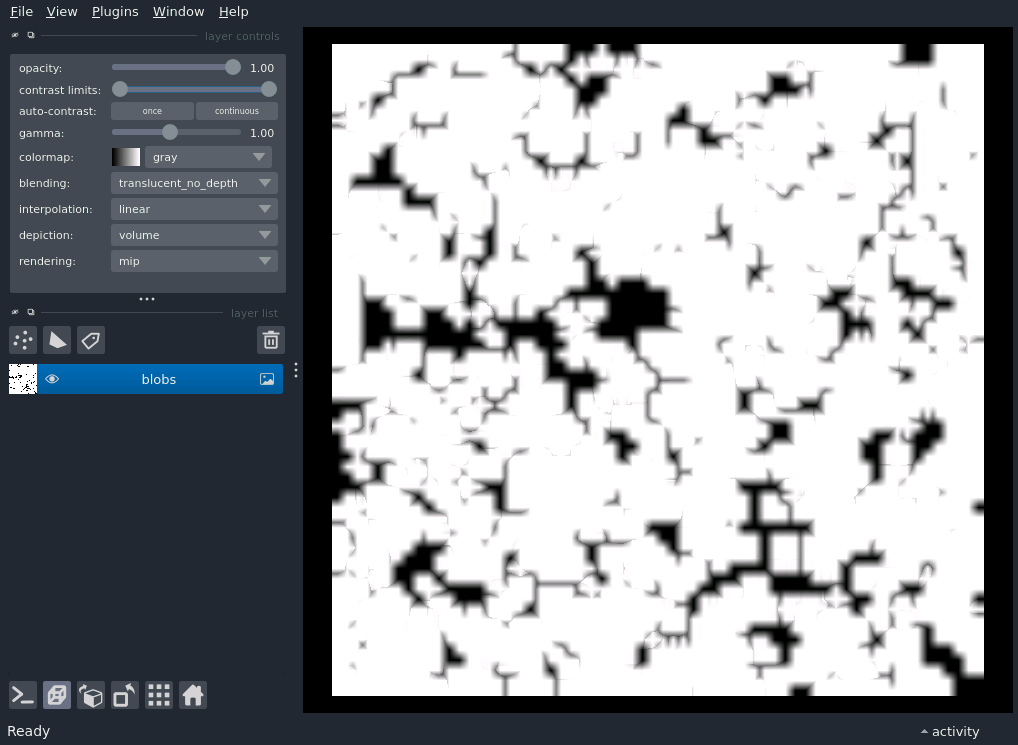 File View Plugins Window Help
layer controls
opacity: 1.00
contrast limits:
auto-contrast: once continuous
gamma: 1.00
colormap: gray
blending: translucent_no_depth
interpolation: linear
depiction: volume
rendering: mip
layer list
blobs
Ready
activity